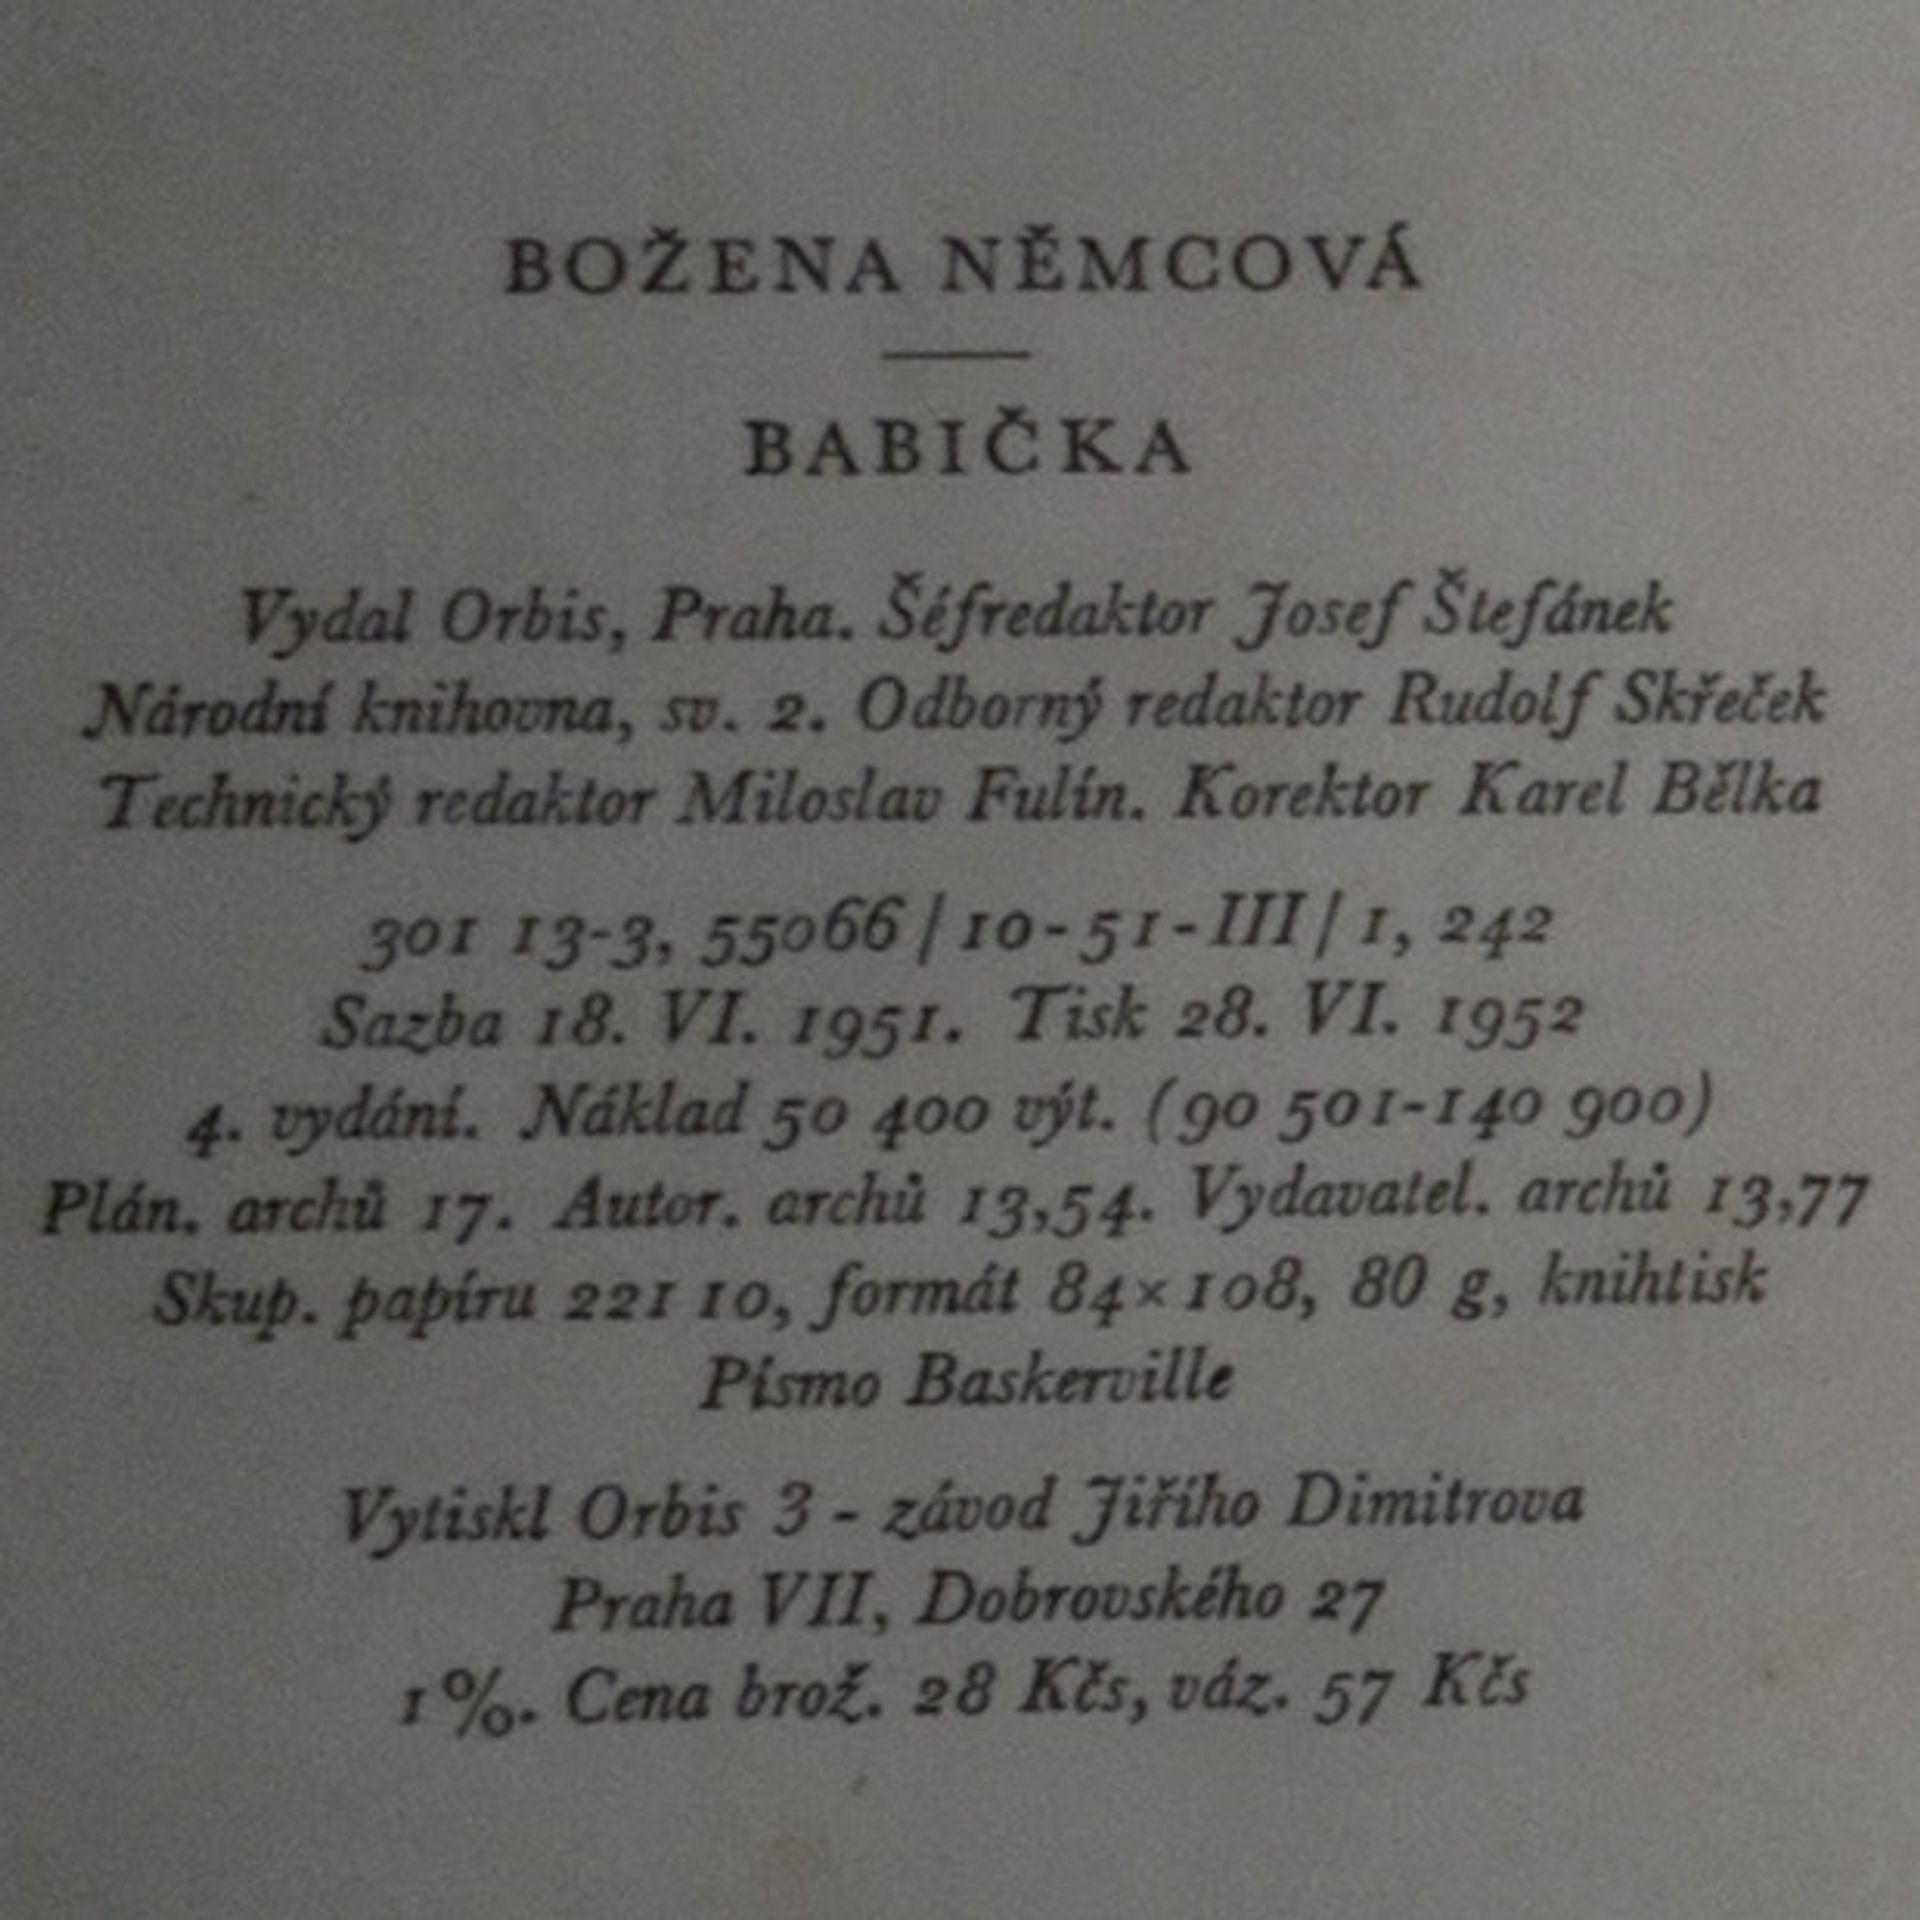 BOŽENA NĚMCOVÁ
BABIČKA
Vydal Orbis, Praha. Šéfredaktor Josef Štefánek
Národní knihovna, sv. 2. Odborný redaktor Rudolf Skřeček
Technický redaktor Miloslav Fulín. Korektor Karel Bělka
301 13-3, 55066 / 10-51-III / 1, 242
Sazba 18. VI. 1951. Tisk 28. VI. 1952
4. vydání. Náklad 50 400 výt. (90 501-140 900)
Plán. archů 17. Autor. archů 13,54. Vydavatel. archů 13,77
Skup. papíru 221 10, formát 84×108, 80 g, knihtisk
Písmo Baskerville
Vytiskl Orbis 3 - závod Jiřího Dimitrova
Praha VII, Dobrovského 27
1%. Cena brož. 28 Kčs, váz. 57 Kčs